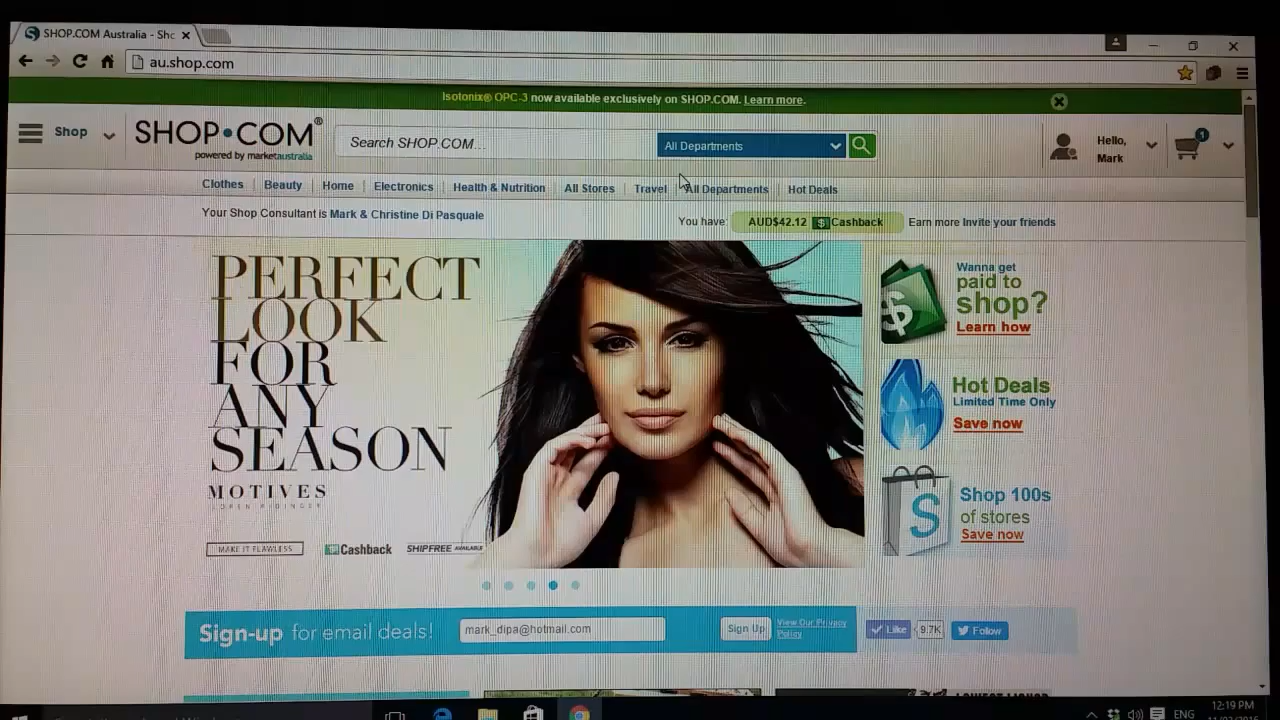 SHOP.COM Australia - Sho
au.shop.com
Isotonix® OPC-3 now available exclusively on SHOP.COM. Learn more.
Shop
SHOP•COM®
powered by marketaustralia
Search SHOP.COM...
All Departments
Hello,
Mark
1
Clothes | Beauty | Home | Electronics | Health & Nutrition | All Stores | Travel | All Departments | Hot Deals
Your Shop Consultant is Mark & Christine Di Pasquale
You have: AUD$42.12 $ Cashback Earn more Invite your friends
PERFECT
LOOK
FOR
ANY
SEASON
MOTIVES
MAKE IT FLAWLESS
$ Cashback
SHIPFREE AVAILABLE
$
Wanna get
paid to
shop?
Learn how
Hot Deals
Limited Time Only
Save now
S
Shop 100s
of stores
Save now
Sign-up for email deals!
mark_dipa@hotmail.com
Sign Up
View Our Privacy
Policy
Like
9.7K
Follow
ENG
12:19 PM